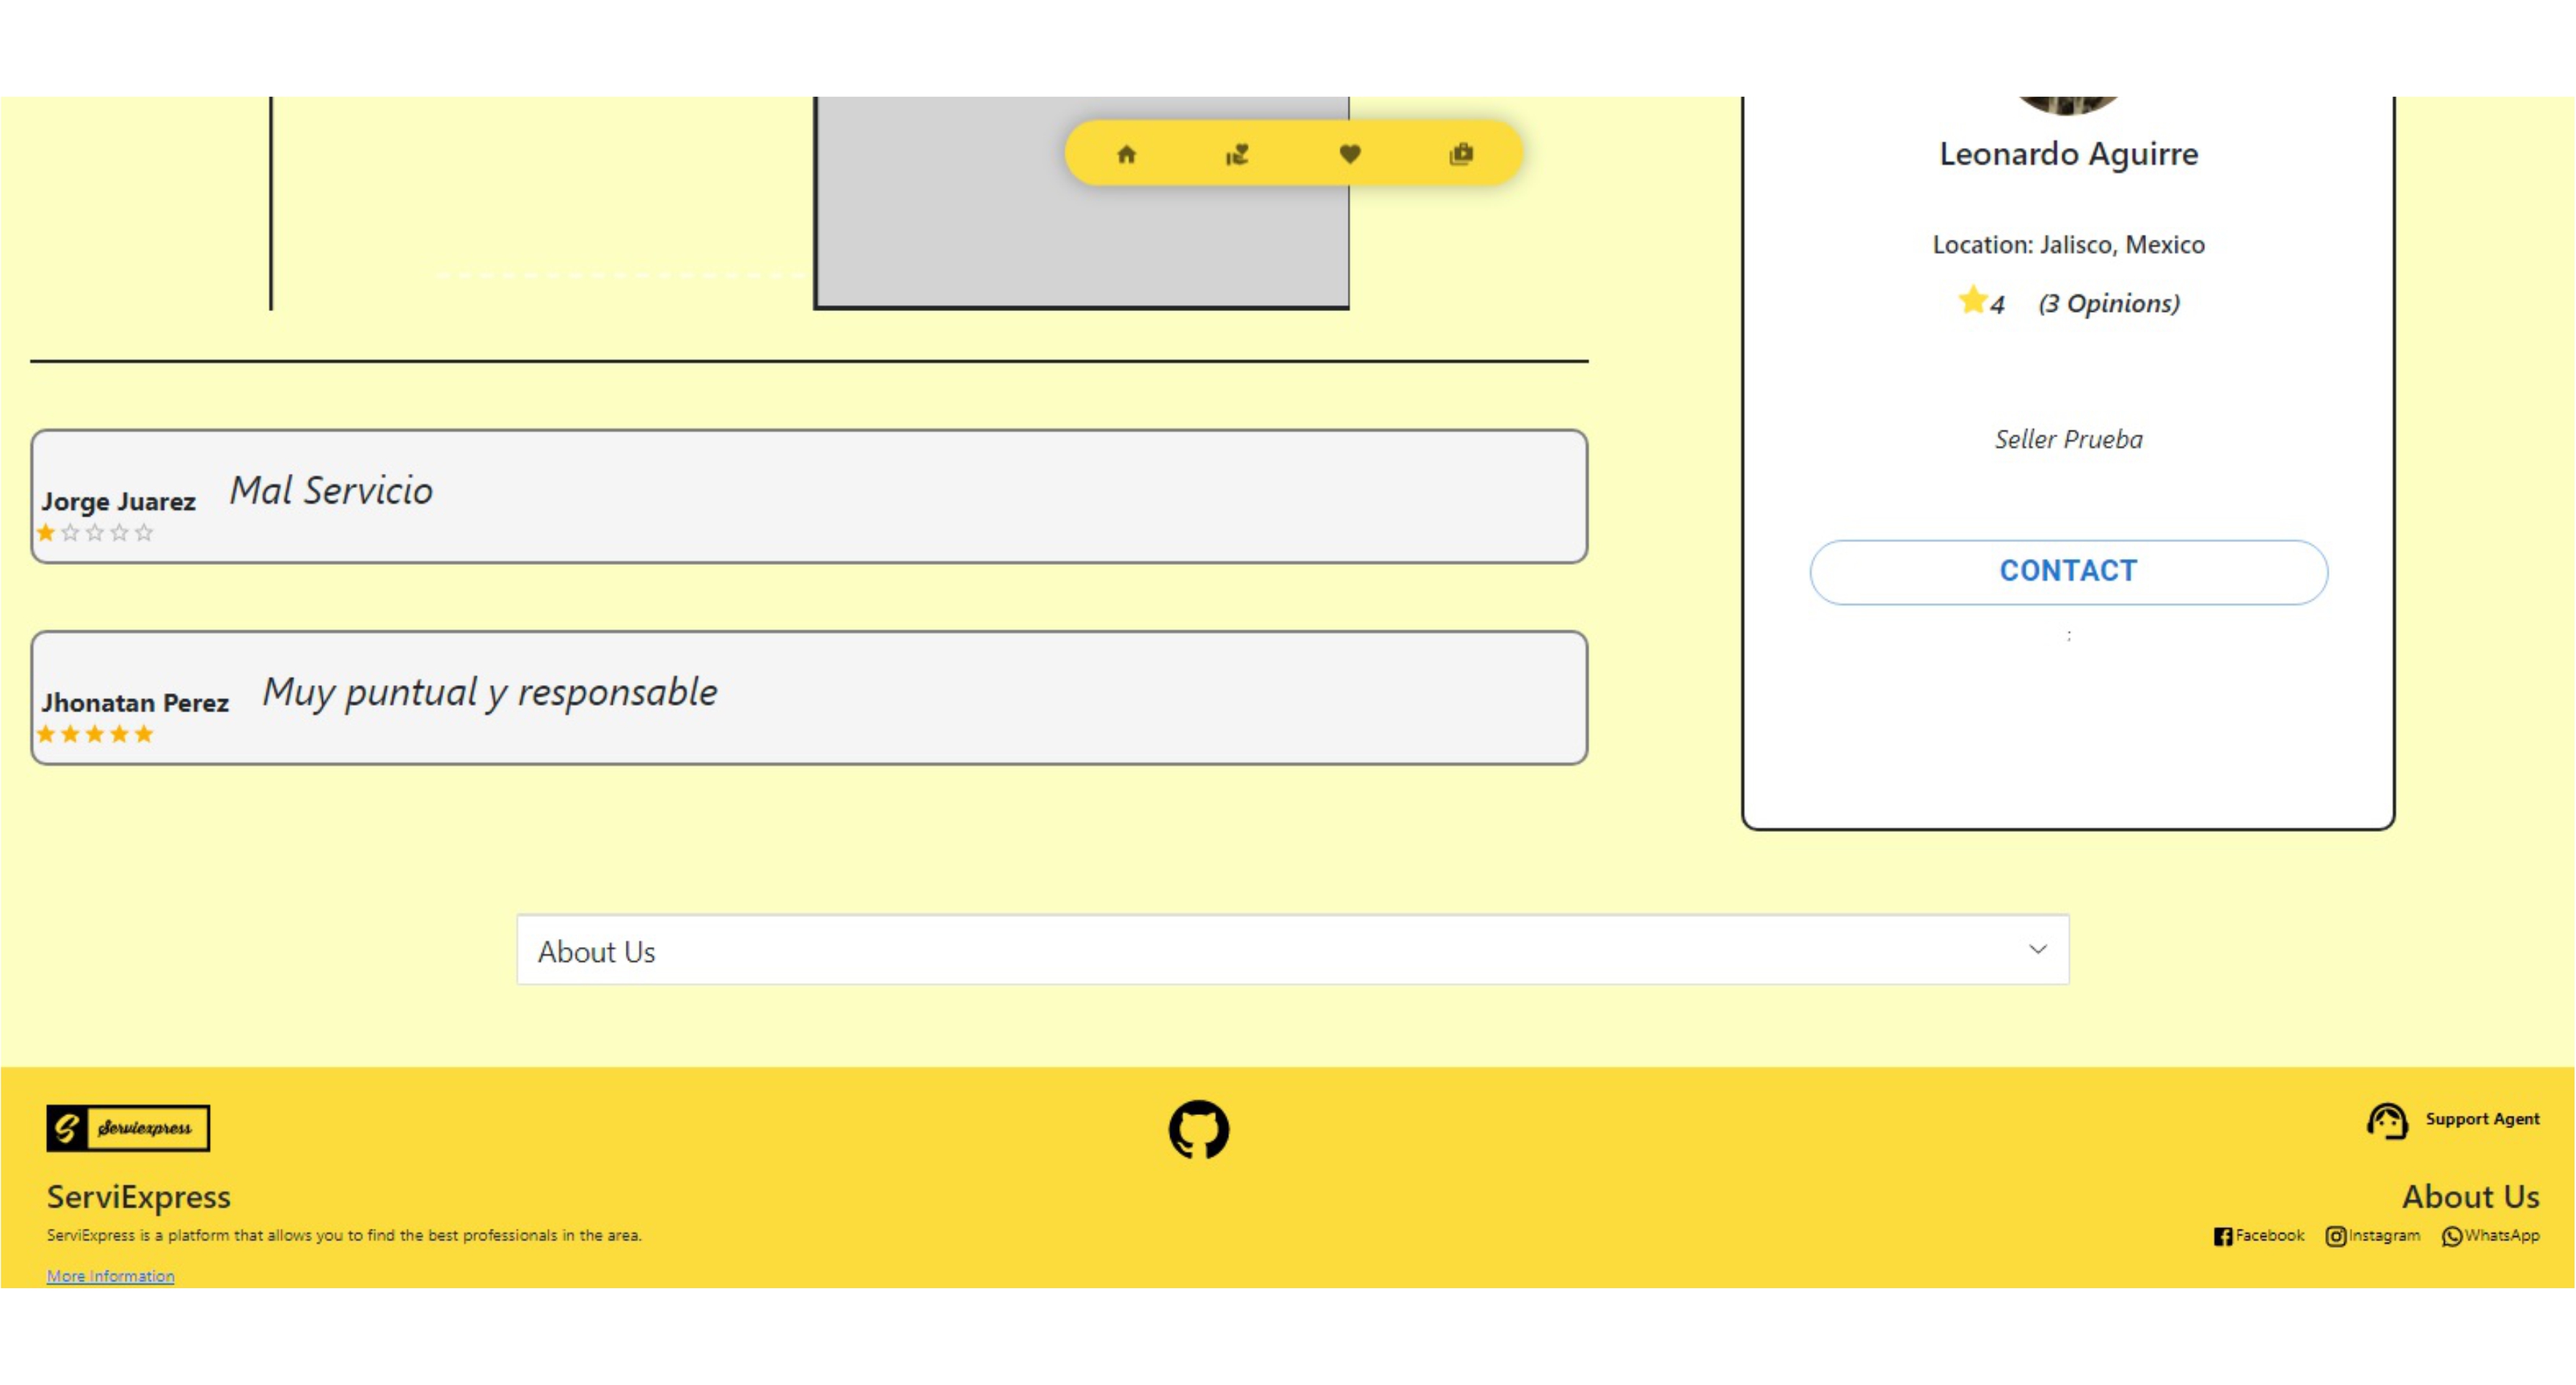 Leonardo Aguirre
Location: Jalisco, Mexico
4 (3 Opinions)
Seller Prueba
CONTACT
;
Jorge Juarez Mal Servicio
Jhonatan Perez Muy puntual y responsable
About Us
S Serviexpress
ServiExpress
ServiExpress is a platform that allows you to find the best professionals in the area.
More Information
Support Agent
About Us
Facebook Instagram WhatsApp